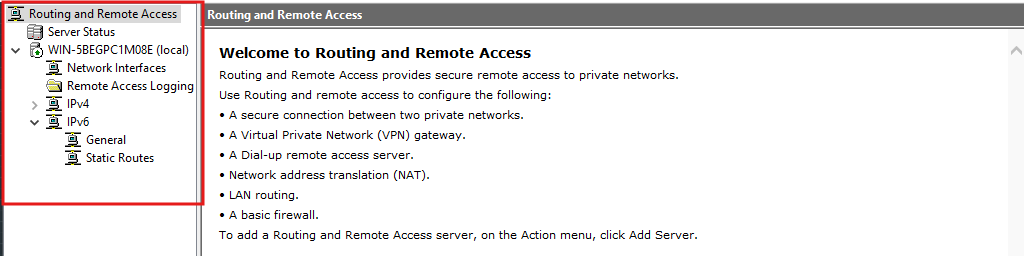 Routing and Remote Access
Server Status
WIN-5BEGPC1M08E (local)
Network Interfaces
Remote Access Logging
IPv4
IPv6
General
Static Routes
Routing and Remote Access
Welcome to Routing and Remote Access
Routing and Remote Access provides secure remote access to private networks.
Use Routing and remote access to configure the following:
• A secure connection between two private networks.
• A Virtual Private Network (VPN) gateway.
• A Dial-up remote access server.
• Network address translation (NAT).
• LAN routing.
• A basic firewall.
To add a Routing and Remote Access server, on the Action menu, click Add Server.